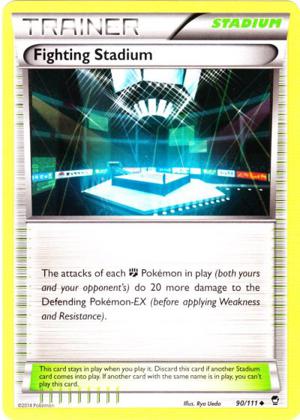 TRAINER
STADIUM
Fighting Stadium
The attacks of each Pokémon in play (both yours
and your opponent's) do 20 more damage to the
Defending Pokémon-EX (before applying Weakness
and Resistance).
This card stays in play when you play it. Discard this card if another Stadium
card comes into play. If another card with the same name is in play, you can't
play this card.
©2014 Pokémon
Illus. Ryo Ueda
90/111